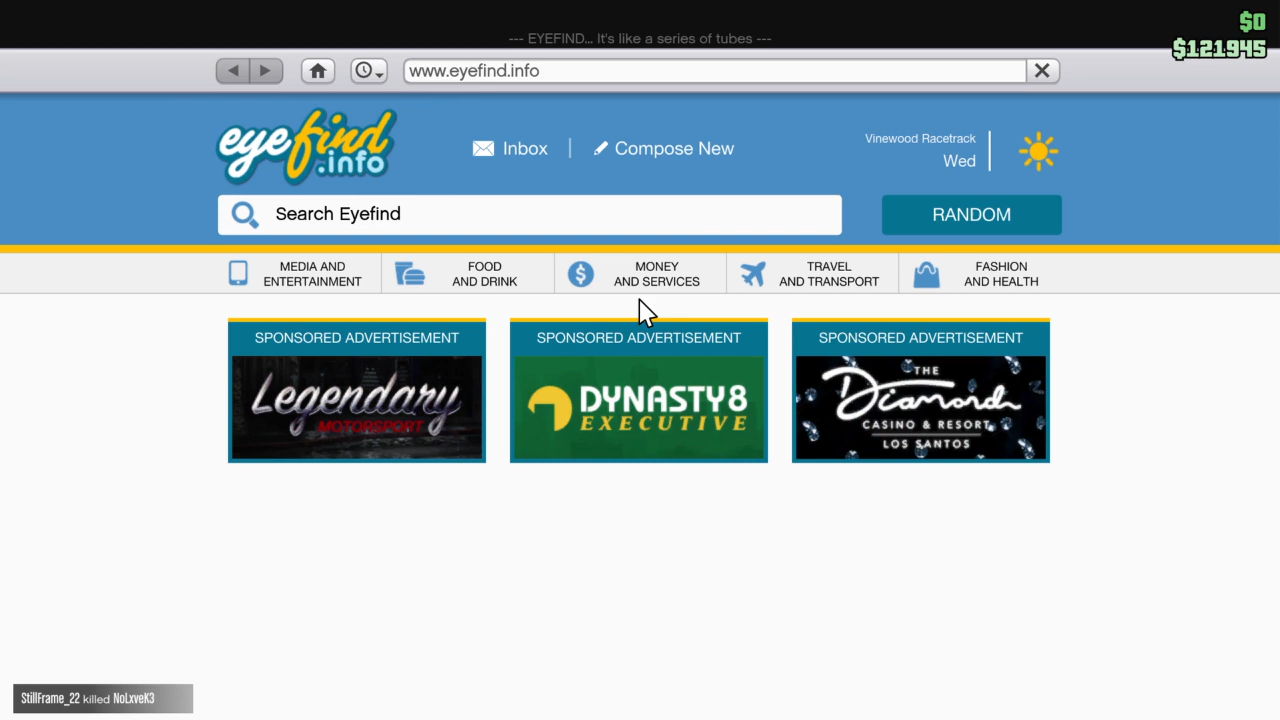 $0
--- EYEFIND... It's like a series of tubes ---
$121945
www.eyefind.info
eyefind
.info
Inbox
Compose New
Vinewood Racetrack
Wed
Search Eyefind
RANDOM
MEDIA AND
ENTERTAINMENT
FOOD
AND DRINK
MONEY
AND SERVICES
TRAVEL
AND TRANSPORT
FASHION
AND HEALTH
SPONSORED ADVERTISEMENT
Legendary
MOTORSPORT
SPONSORED ADVERTISEMENT
DYNASTY8
EXECUTIVE
SPONSORED ADVERTISEMENT
THE
Diamond
CASINO & RESORT
LOS SANTOS
StillFrame_22 killed NoLxveK3